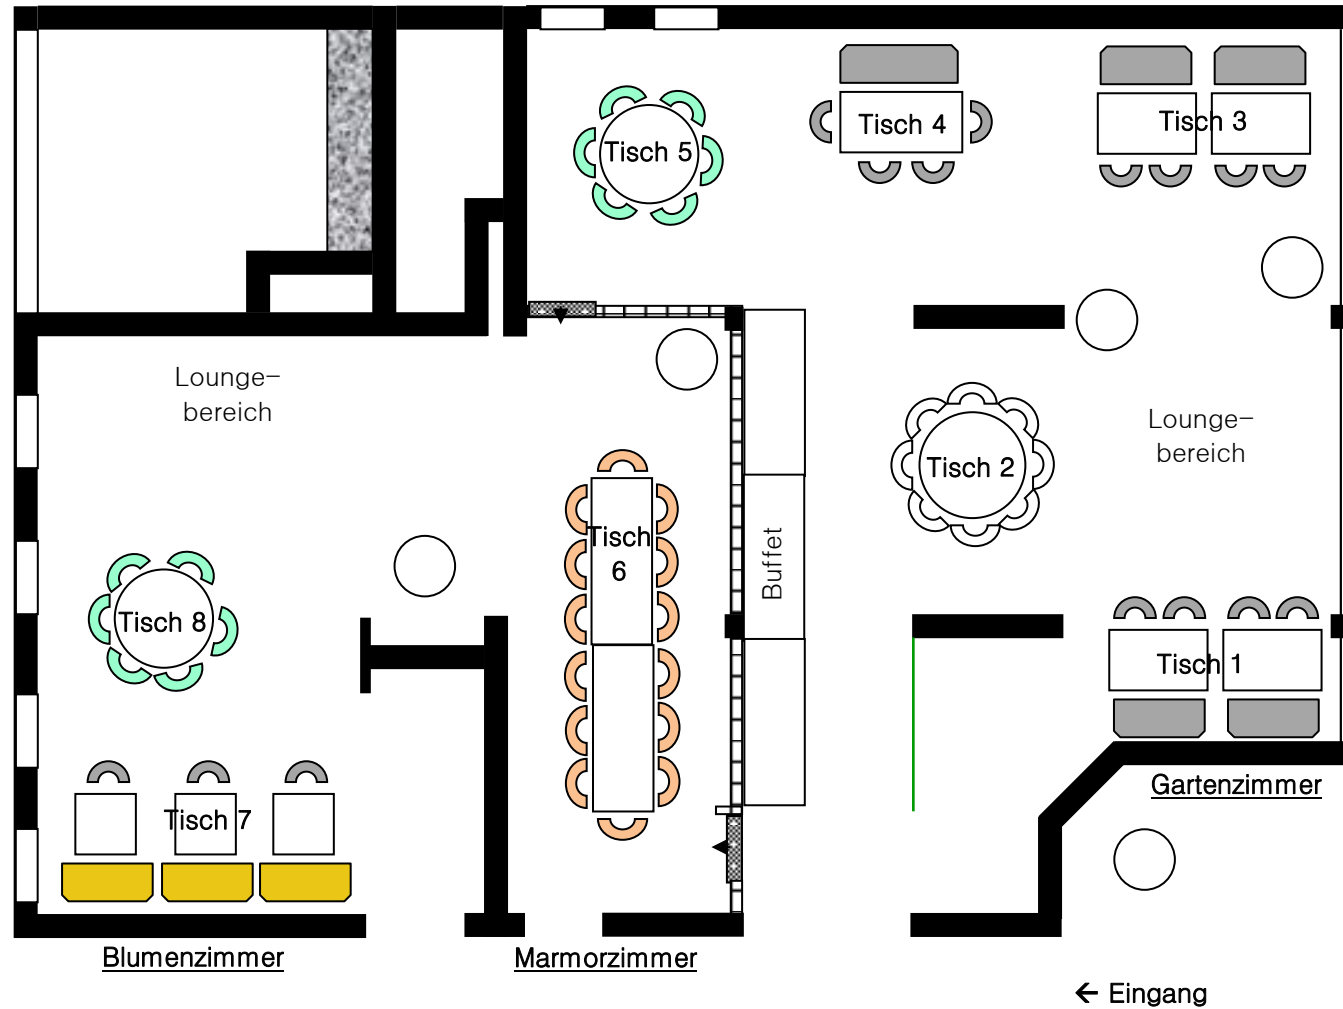 Tisch 5
Tisch 4
Tisch 3
Lounge-
bereich
Lounge-
bereich
Tisch 2
Tisch
6
Buffet
Tisch 8
Tisch 1
Tisch 7
Gartenzimmer
Blumenzimmer
Marmorzimmer
← Eingang